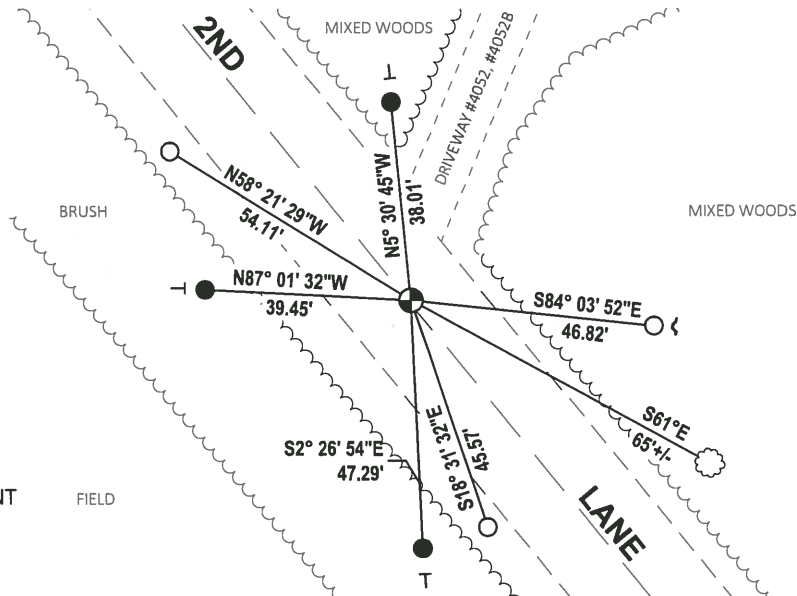 MIXED WOODS
2ND
DRIVEWAY #4052, #4052B
N5° 30' 45"W
38.01'
N58° 21' 29"W
54.11'
BRUSH
MIXED WOODS
N87° 01' 32"W
39.45'
S84° 03' 52"E
46.82'
S61°E
65'+/-
S2° 26' 54"E
47.29'
S18° 31' 32"E
45.57'
NT
FIELD
LANE